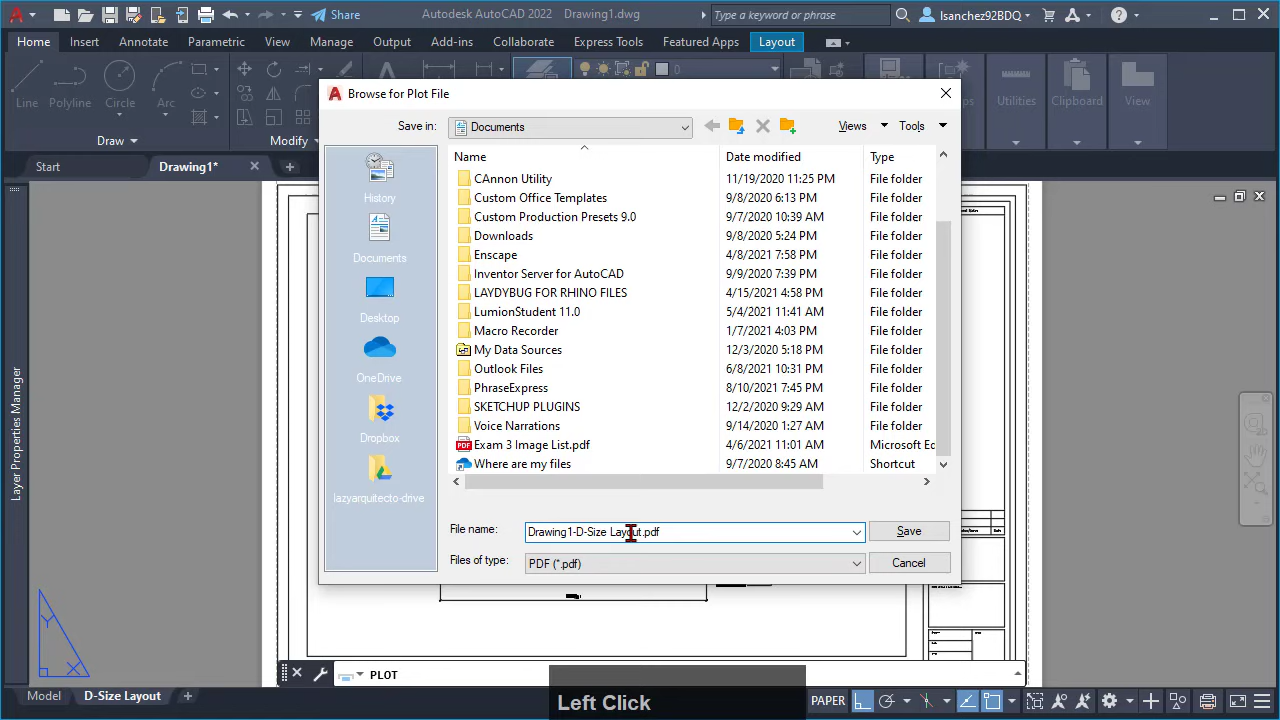 Share Autodesk AutoCAD 2022 Drawing1.dwg Type a keyword or phrase lsanchez92BDQ
Home Insert Annotate Parametric View Manage Output Add-ins Collaborate Express Tools Featured Apps Layout
Line Polyline Circle Arc Utilities Clipboard View
Draw Modify
Start Drawing1*
Browse for Plot File
Save in: Documents Views Tools
Name Date modified Type
CAnnon Utility 11/19/2020 11:25 PM File folder
Custom Office Templates 9/8/2020 6:13 PM File folder
Custom Production Presets 9.0 9/7/2020 10:39 AM File folder
Downloads 9/8/2020 5:24 PM File folder
Enscape 4/8/2021 7:58 PM File folder
Inventor Server for AutoCAD 9/9/2020 7:39 PM File folder
LAYDYBUG FOR RHINO FILES 4/15/2021 4:58 PM File folder
LumionStudent 11.0 5/4/2021 11:41 AM File folder
Macro Recorder 1/7/2021 4:03 PM File folder
My Data Sources 12/3/2020 5:18 PM File folder
Outlook Files 6/8/2021 10:31 PM File folder
PhraseExpress 8/10/2021 7:45 PM File folder
SKETCHUP PLUGINS 12/2/2020 9:29 AM File folder
Voice Narrations 9/14/2020 1:27 AM File folder
Exam 3 Image List.pdf 4/6/2021 11:01 AM Microsoft Ec
Where are my files 9/7/2020 8:45 AM Shortcut
History
Documents
Desktop
OneDrive
Dropbox
lazyarquitecto-drive
File name: Drawing1-D-Size Layout.pdf Save
Files of type: PDF (*.pdf) Cancel
Layer Properties Manager
Y
X
PLOT
Left Click
Model D-Size Layout PAPER